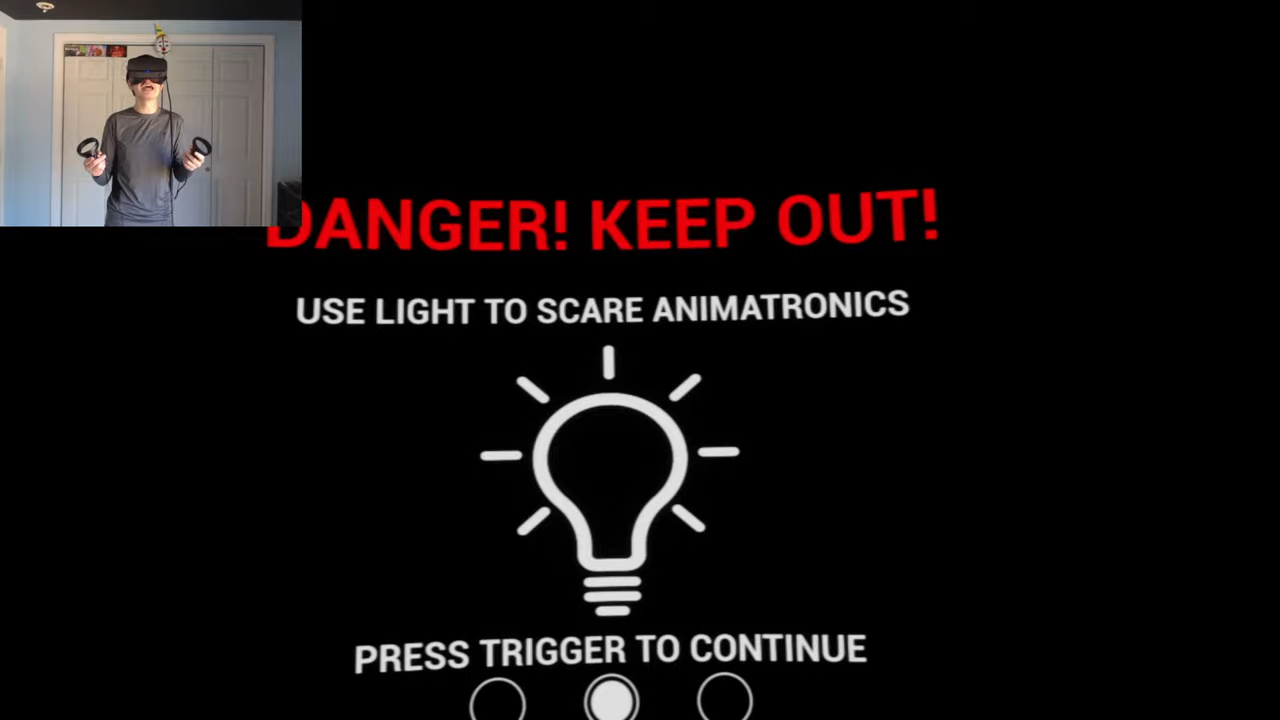 DANGER! KEEP OUT!
USE LIGHT TO SCARE ANIMATRONICS
PRESS TRIGGER TO CONTINUE